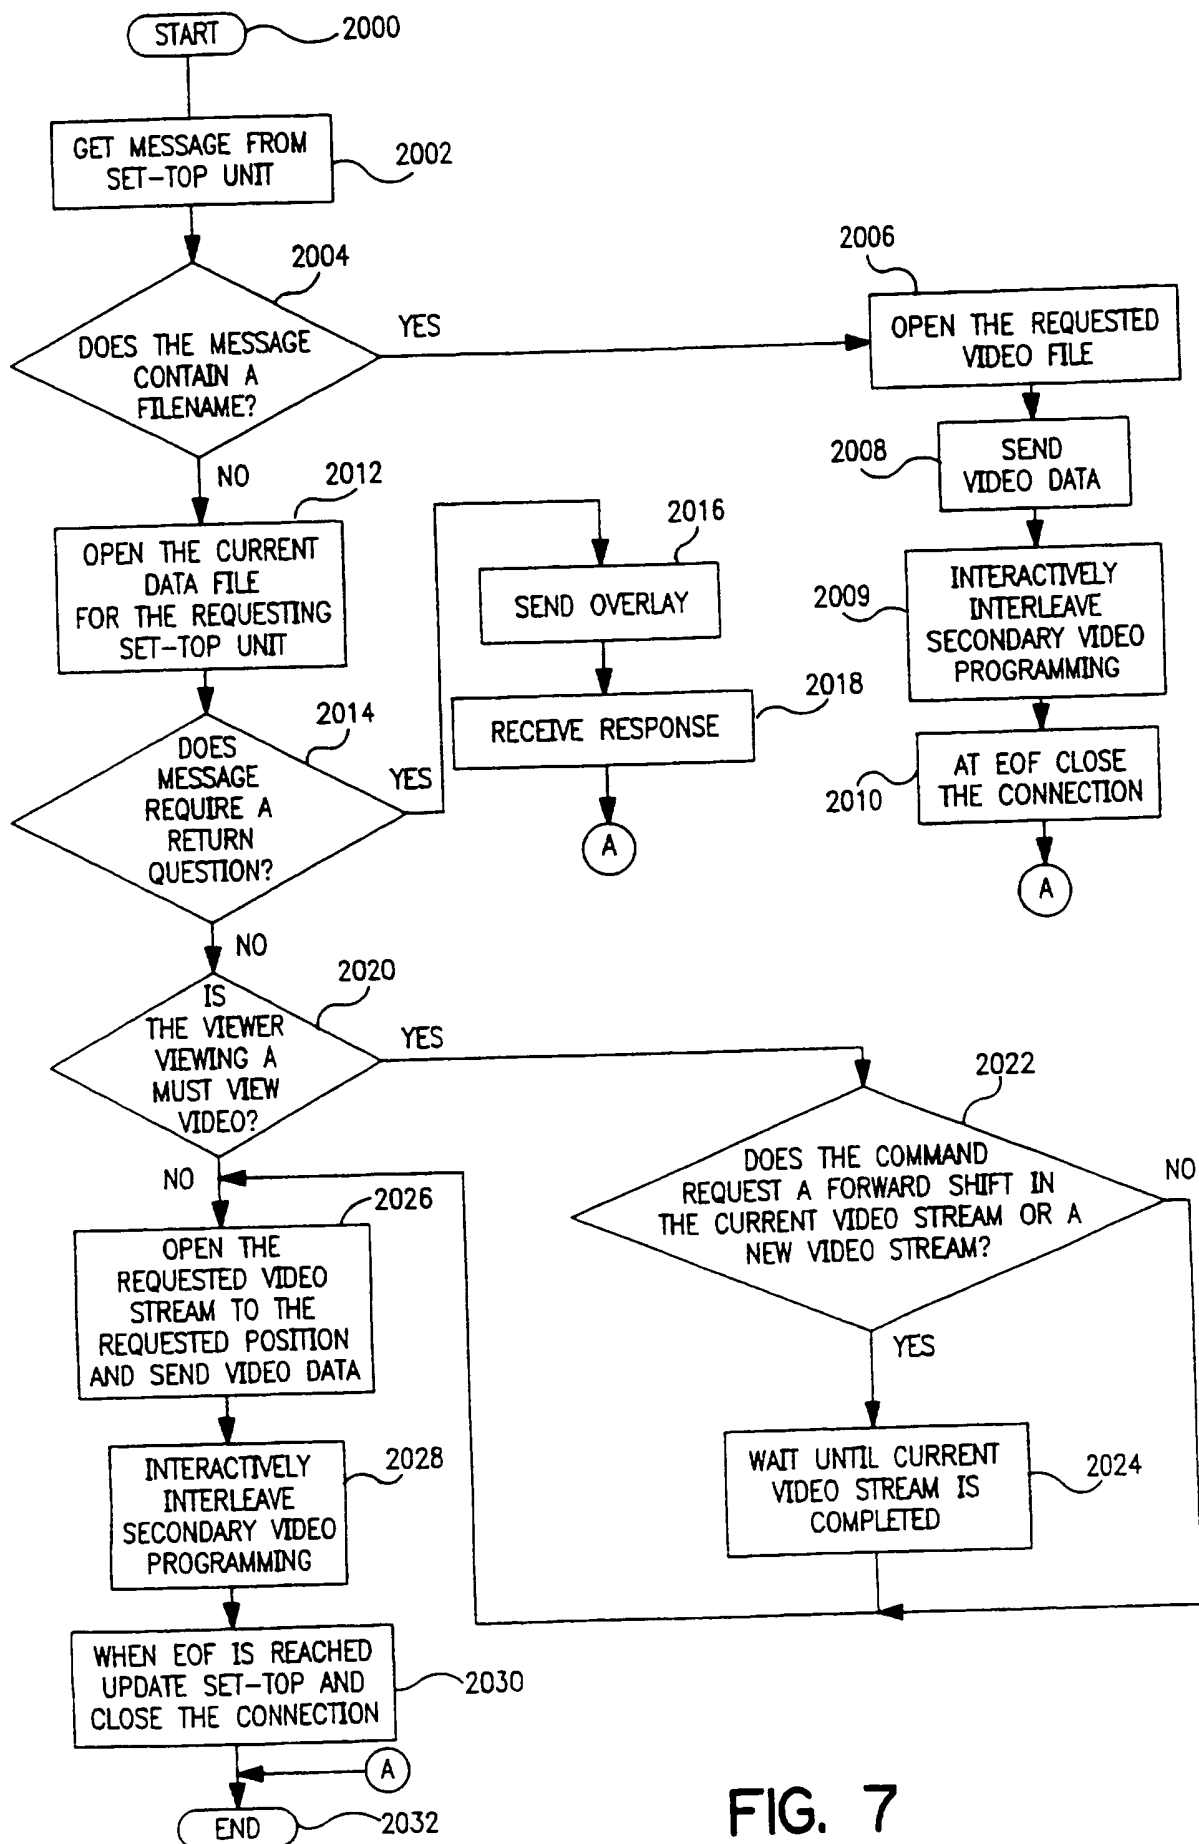 START
2000
GET MESSAGE FROM
SET-TOP UNIT
2002
2004
DOES THE MESSAGE
CONTAIN A
FILENAME?
YES
NO
2006
OPEN THE REQUESTED
VIDEO FILE
2008
SEND
VIDEO DATA
2009
INTERACTIVELY
INTERLEAVE
SECONDARY VIDEO
PROGRAMMING
2010
AT EOF CLOSE
THE CONNECTION
A
2012
OPEN THE CURRENT
DATA FILE
FOR THE REQUESTING
SET-TOP UNIT
2014
DOES
MESSAGE
REQUIRE A
RETURN
QUESTION?
YES
NO
2016
SEND OVERLAY
2018
RECEIVE RESPONSE
A
2020
IS
THE VIEWER
VIEWING A
MUST VIEW
VIDEO?
YES
NO
2022
DOES THE COMMAND
REQUEST A FORWARD SHIFT IN
THE CURRENT VIDEO STREAM OR A
NEW VIDEO STREAM?
NO
YES
2024
WAIT UNTIL CURRENT
VIDEO STREAM IS
COMPLETED
2026
OPEN THE
REQUESTED VIDEO
STREAM TO THE
REQUESTED POSITION
AND SEND VIDEO DATA
2028
INTERACTIVELY
INTERLEAVE
SECONDARY VIDEO
PROGRAMMING
2030
WHEN EOF IS REACHED
UPDATE SET-TOP AND
CLOSE THE CONNECTION
A
END
2032
FIG. 7